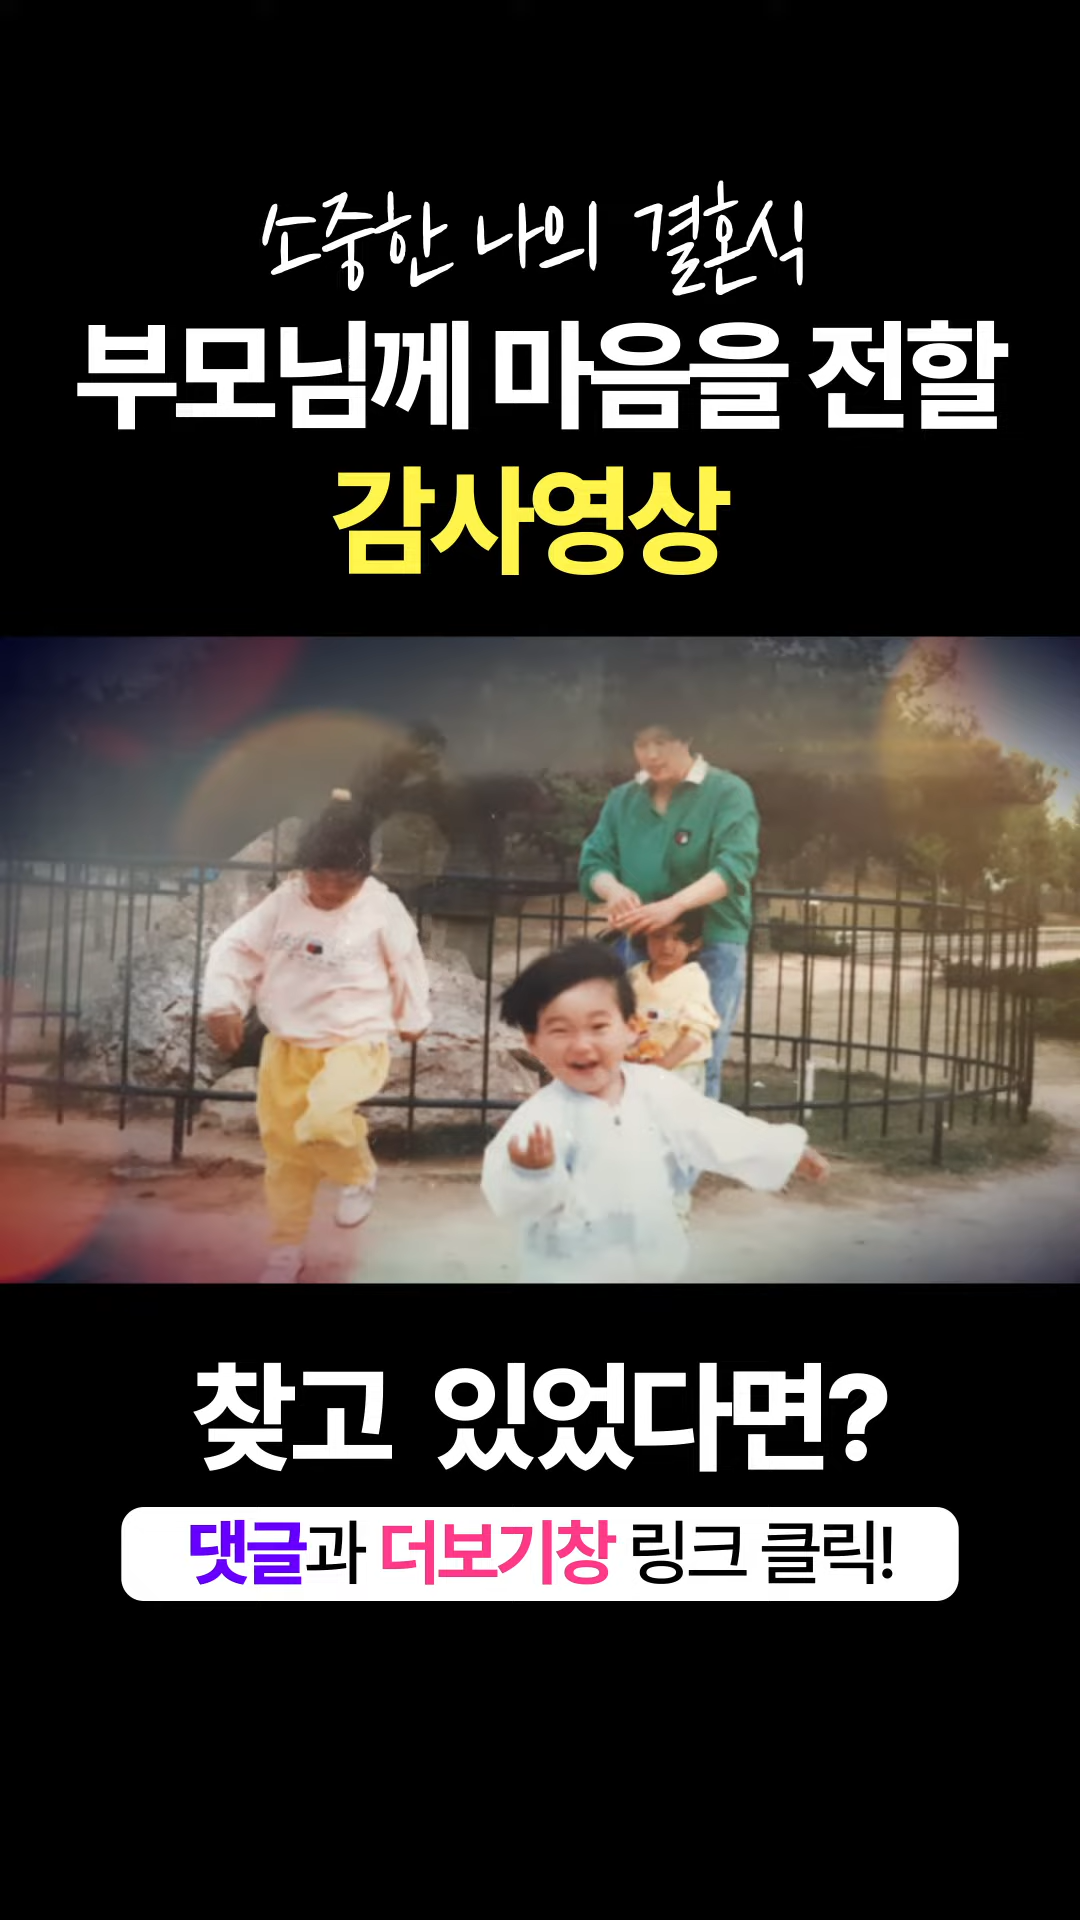 소중한 나의 결혼식
부모님께 마음을 전할
감사영상
찾고 있었다면?
댓글과 더보기창 링크 클릭!